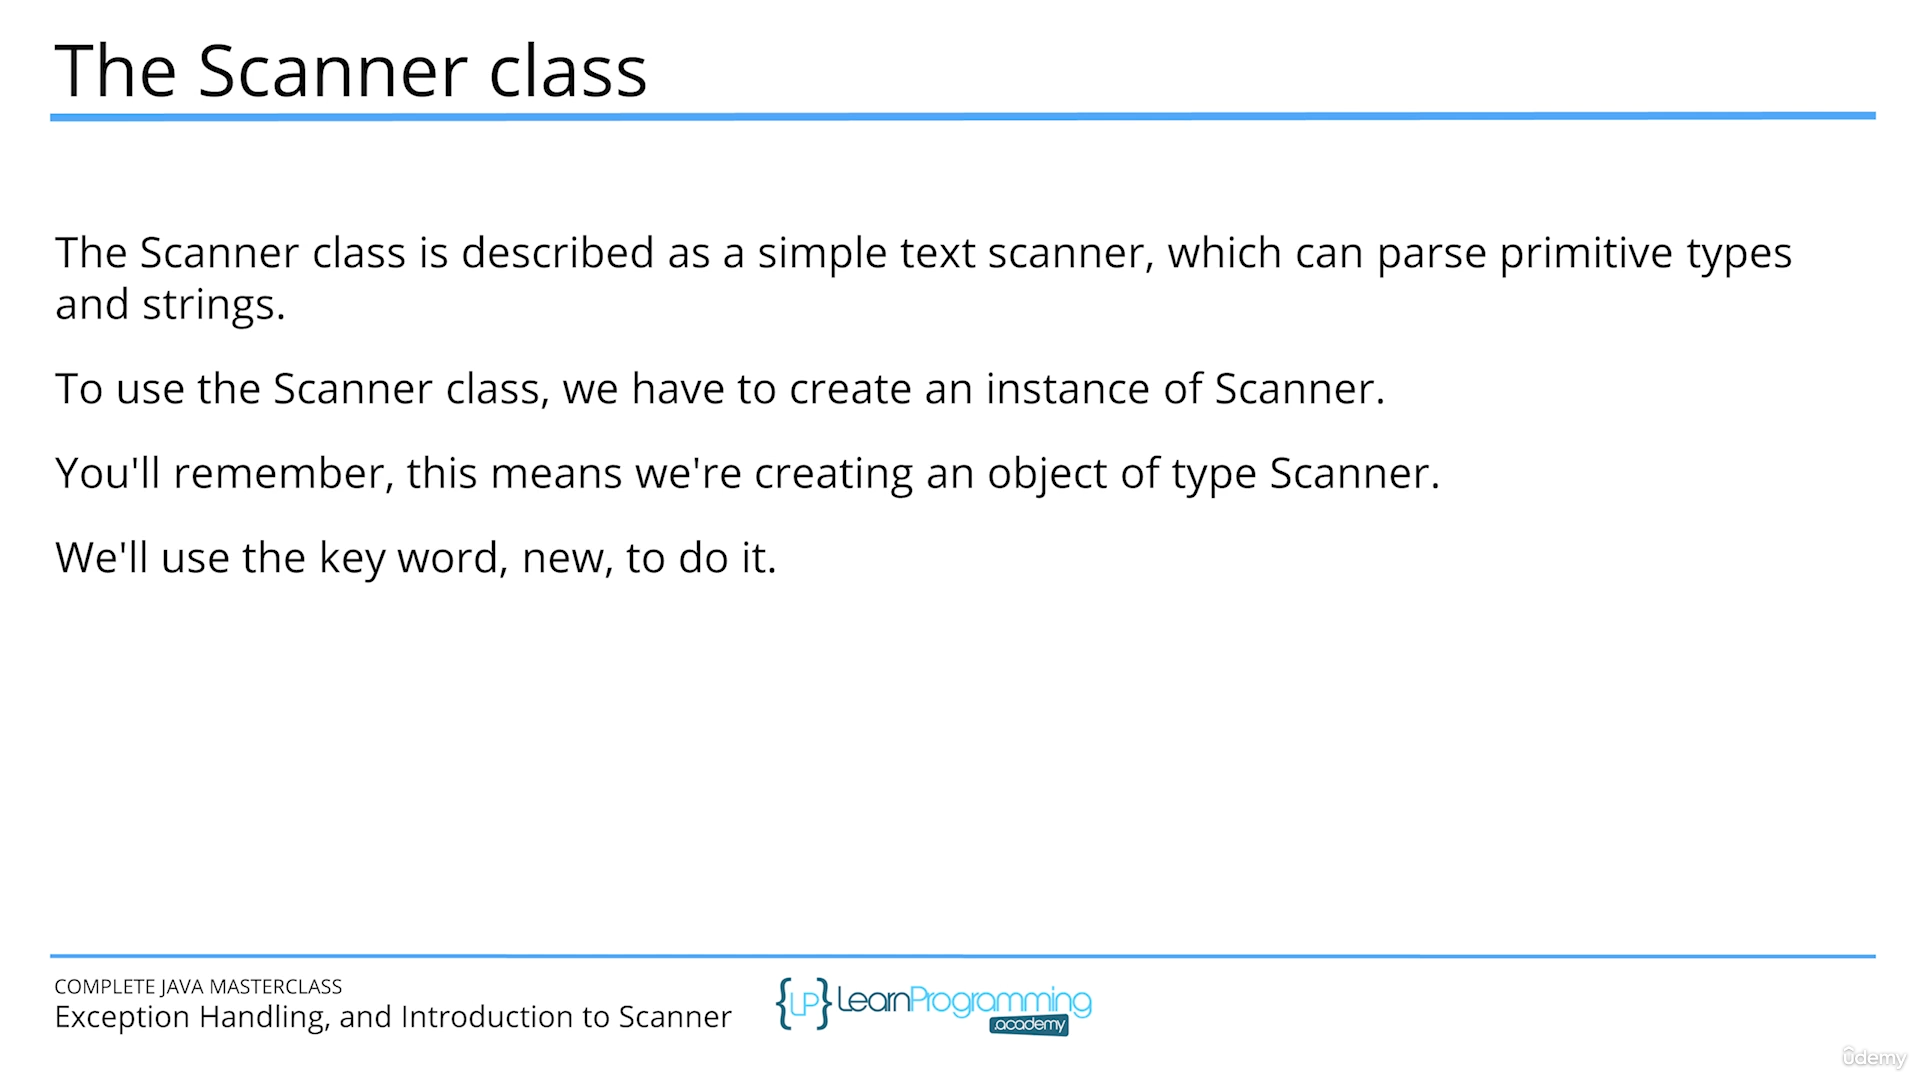 The Scanner class
The Scanner class is described as a simple text scanner, which can parse primitive types
and strings.
To use the Scanner class, we have to create an instance of Scanner.
You'll remember, this means we're creating an object of type Scanner.
We'll use the key word, new, to do it.
COMPLETE JAVA MASTERCLASS
Exception Handling, and Introduction to Scanner
{LP} LearnProgramming
.academy
ûdemy